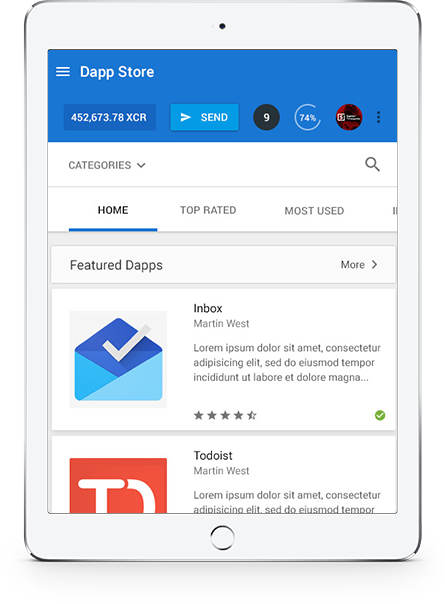 Dapp Store
452,673.78 XCR
SEND
9
74%
CATEGORIES
HOME
TOP RATED
MOST USED
Featured Dapps
More
Inbox
Martin West
Lorem ipsum dolor sit amet, consectetur
adipisicing elit, sed do eiusmod tempor
incididunt ut labore et dolore magna...
Todoist
Martin West
Lorem ipsum dolor sit amet, consectetur
adipisicing elit, sed do eiusmod tempor